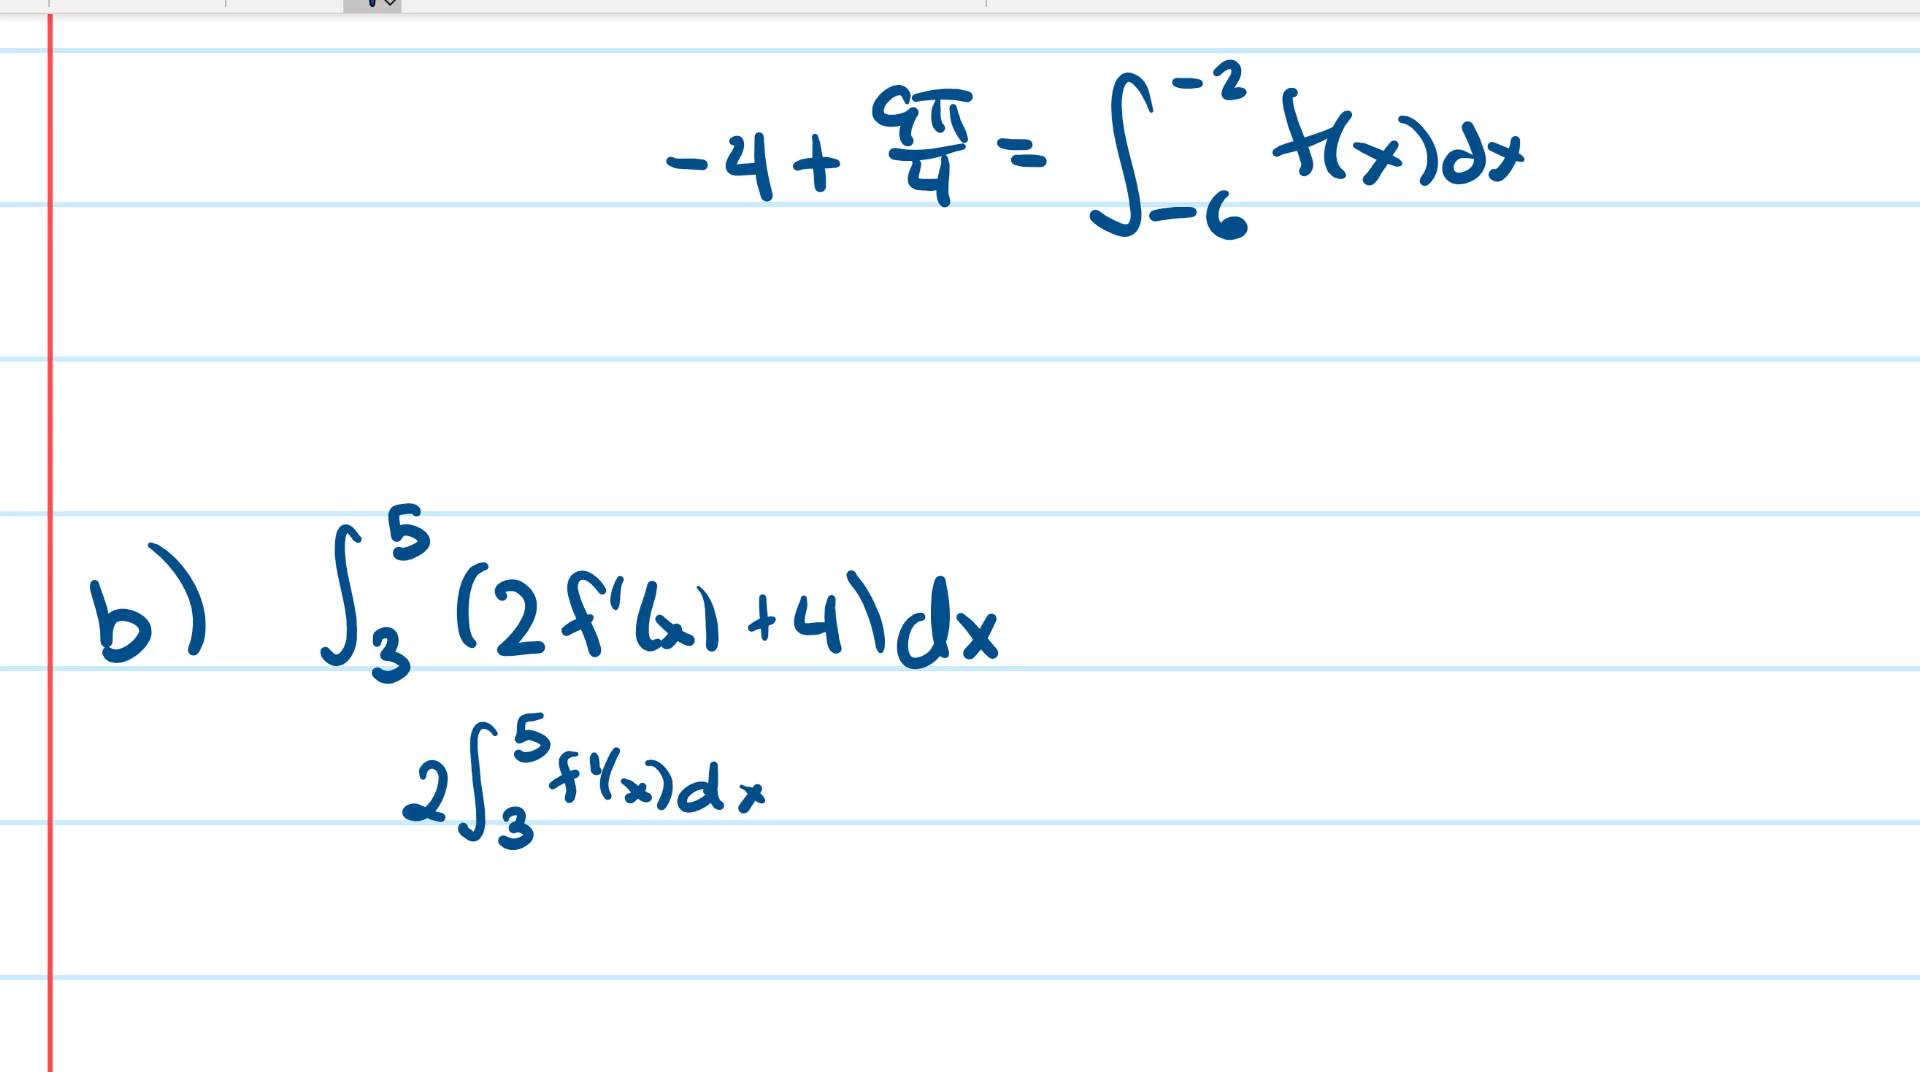 -4 + 9π/4 = ∫_{-6}^{-2} f(x)dx
b) ∫_3^5 (2f'(x) + 4)dx
2∫_3^5 f'(x)dx